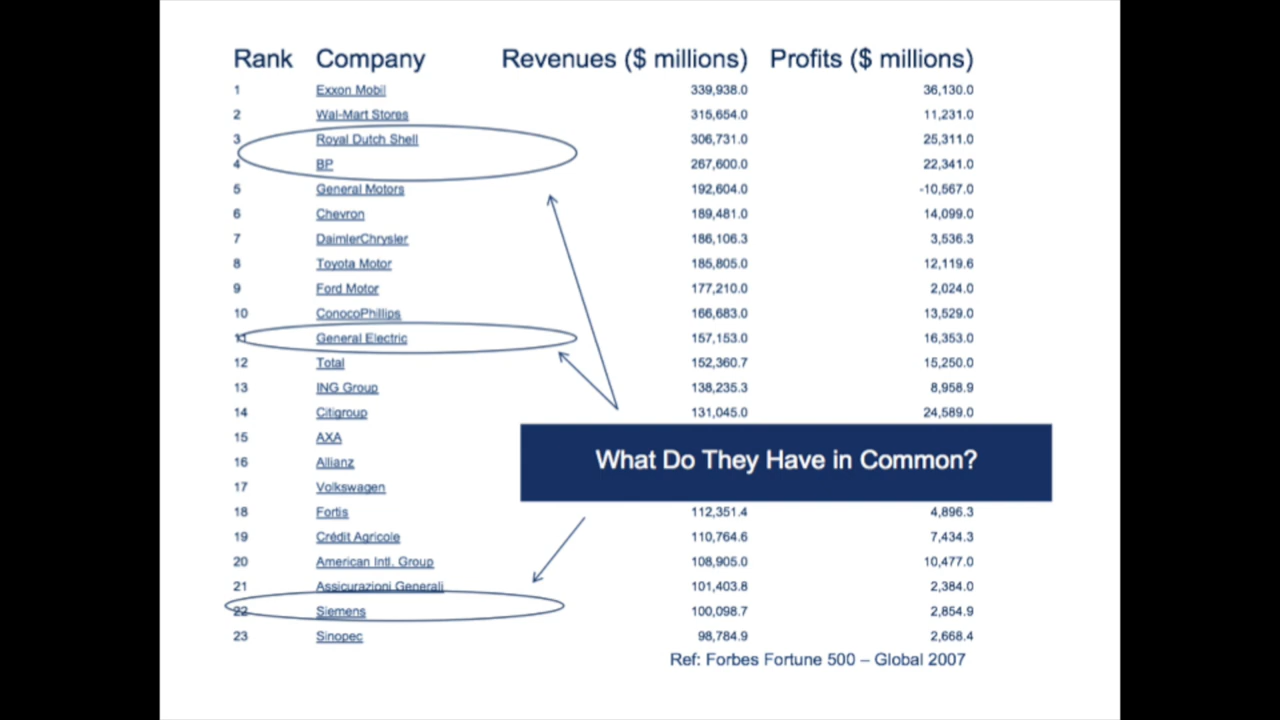 Rank Company Revenues ($ millions) Profits ($ millions)
1 Exxon Mobil 339,938.0 36,130.0
2 Wal-Mart Stores 315,654.0 11,231.0
3 Royal Dutch Shell 306,731.0 25,311.0
4 BP 267,600.0 22,341.0
5 General Motors 192,604.0 -10,567.0
6 Chevron 189,481.0 14,099.0
7 DaimlerChrysler 186,106.3 3,536.3
8 Toyota Motor 185,805.0 12,119.6
9 Ford Motor 177,210.0 2,024.0
10 ConocoPhillips 166,683.0 13,529.0
11 General Electric 157,153.0 16,353.0
12 Total 152,360.7 15,250.0
13 ING Group 138,235.3 8,958.9
14 Citigroup 131,045.0 24,589.0
15 AXA
16 Allianz
What Do They Have in Common?
17 Volkswagen
18 Fortis 112,351.4 4,896.3
19 Crédit Agricole 110,764.6 7,434.3
20 American Intl. Group 108,905.0 10,477.0
21 Assicurazioni Generali 101,403.8 2,384.0
22 Siemens 100,098.7 2,854.9
23 Sinopec 98,784.9 2,668.4
Ref: Forbes Fortune 500 – Global 2007